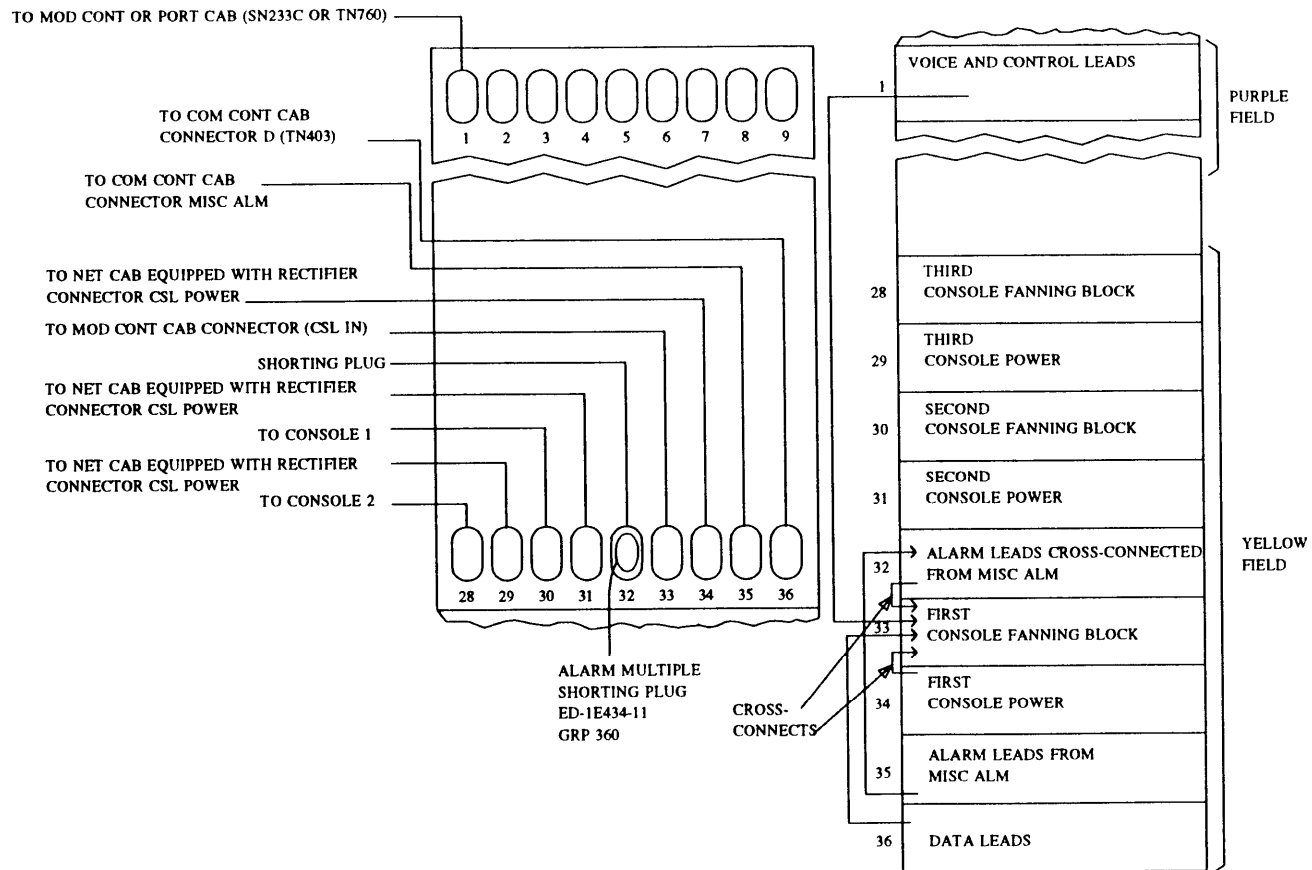 TO MOD CONT OR PORT CAB (SN233C OR TN760)
TO COM CONT CAB
CONNECTOR D (TN403)
TO COM CONT CAB
CONNECTOR MISC ALM
TO NET CAB EQUIPPED WITH RECTIFIER
CONNECTOR CSL POWER
TO MOD CONT CAB CONNECTOR (CSL IN)
SHORTING PLUG
TO NET CAB EQUIPPED WITH RECTIFIER
CONNECTOR CSL POWER
TO CONSOLE 1
TO NET CAB EQUIPPED WITH RECTIFIER
CONNECTOR CSL POWER
TO CONSOLE 2
1 2 3 4 5 6 7 8 9
28 29 30 31 32 33 34 35 36
ALARM MULTIPLE
SHORTING PLUG
ED-1E434-11
GRP 360
CROSS-
CONNECTS
1
VOICE AND CONTROL LEADS
PURPLE
FIELD
28
THIRD
CONSOLE FANNING BLOCK
29
THIRD
CONSOLE POWER
30
SECOND
CONSOLE FANNING BLOCK
31
SECOND
CONSOLE POWER
32
ALARM LEADS CROSS-CONNECTED
FROM MISC ALM
33
FIRST
CONSOLE FANNING BLOCK
34
FIRST
CONSOLE POWER
35
ALARM LEADS FROM
MISC ALM
36
DATA LEADS
YELLOW
FIELD